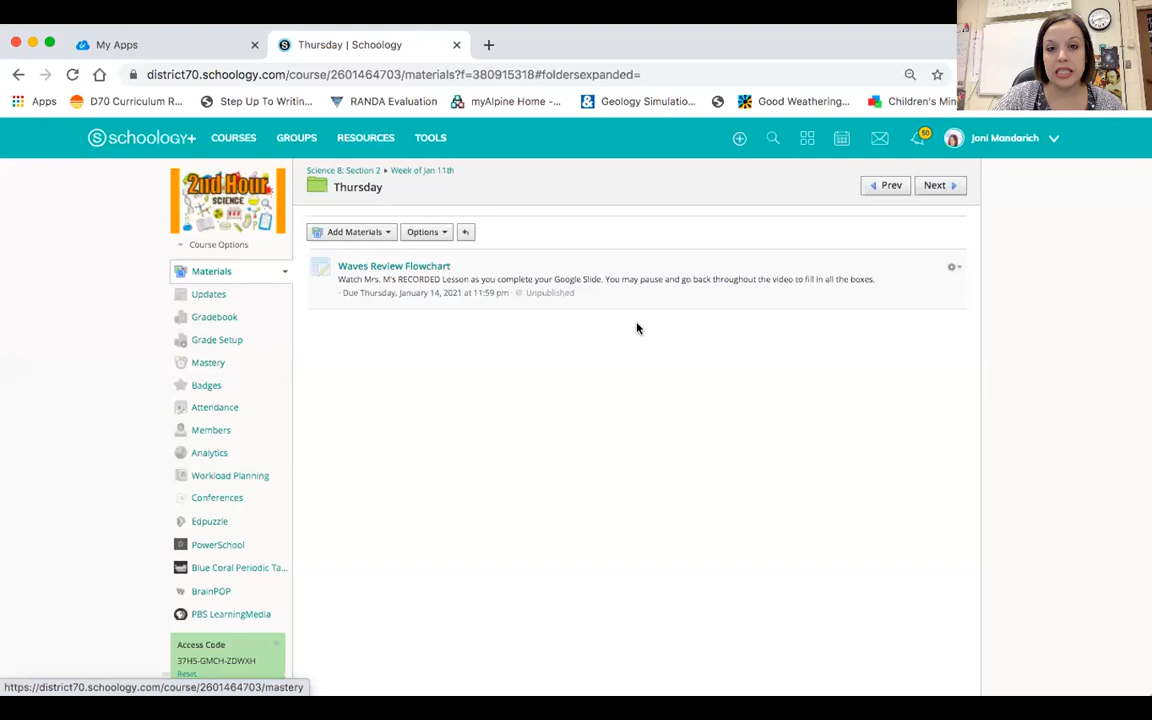 My Apps
Thursday | Schoology
district70.schoology.com/course/2601464703/materials?f=380915318#foldersexpanded=
Apps
D70 Curriculum R...
Step Up To Writin...
RANDA Evaluation
myAlpine Home -...
Geology Simulatio...
Good Weathering...
Children's Min
schoology+
COURSES
GROUPS
RESOURCES
TOOLS
50
Joni Mandarich
2nd Hour
SCIENCE
Course Options
Science 8: Section 2 ▸ Week of Jan 11th
Thursday
Prev
Next
Add Materials
Options
Materials
Updates
Gradebook
Grade Setup
Mastery
Badges
Attendance
Members
Analytics
Workload Planning
Conferences
Edpuzzle
PowerSchool
Blue Coral Periodic Ta...
BrainPOP
PBS LearningMedia
Waves Review Flowchart
Watch Mrs. M's RECORDED Lesson as you complete your Google Slide. You may pause and go back throughout the video to fill in all the boxes.
· Due Thursday, January 14, 2021 at 11:59 pm · Unpublished
Access Code
37H5-GMCH-ZDWXH
Reset
https://district70.schoology.com/course/2601464703/mastery